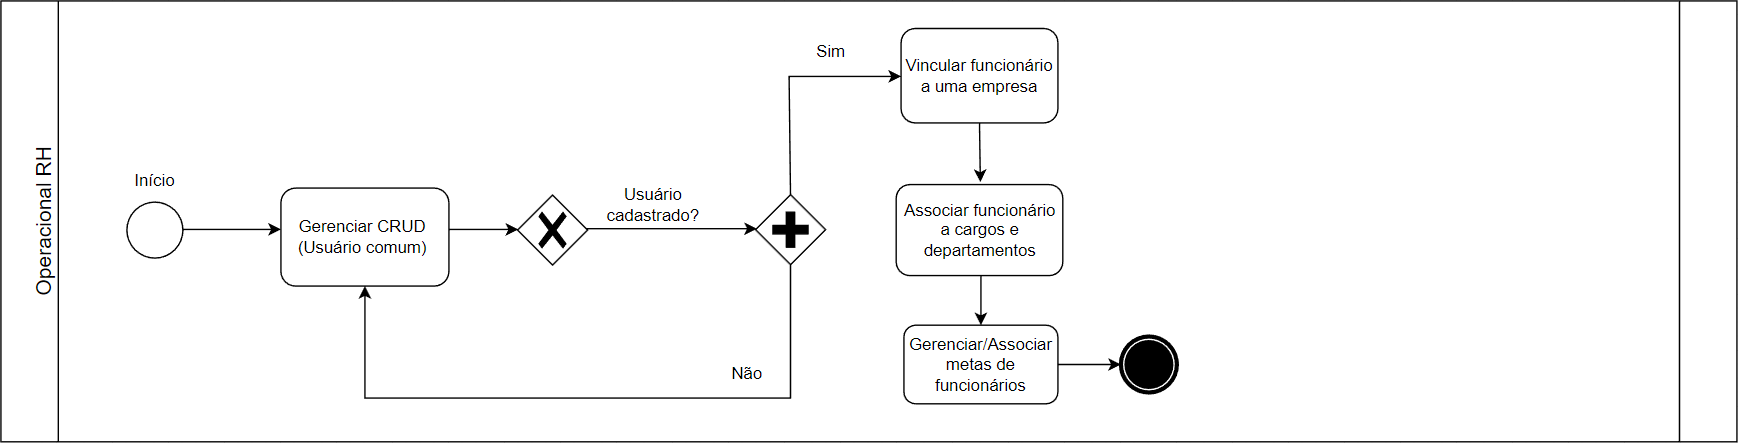 Operacional RH
Início
Gerenciar CRUD
(Usuário comum)
Usuário
cadastrado?
Sim
Não
Vincular funcionário
a uma empresa
Associar funcionário
a cargos e
departamentos
Gerenciar/Associar
metas de
funcionários